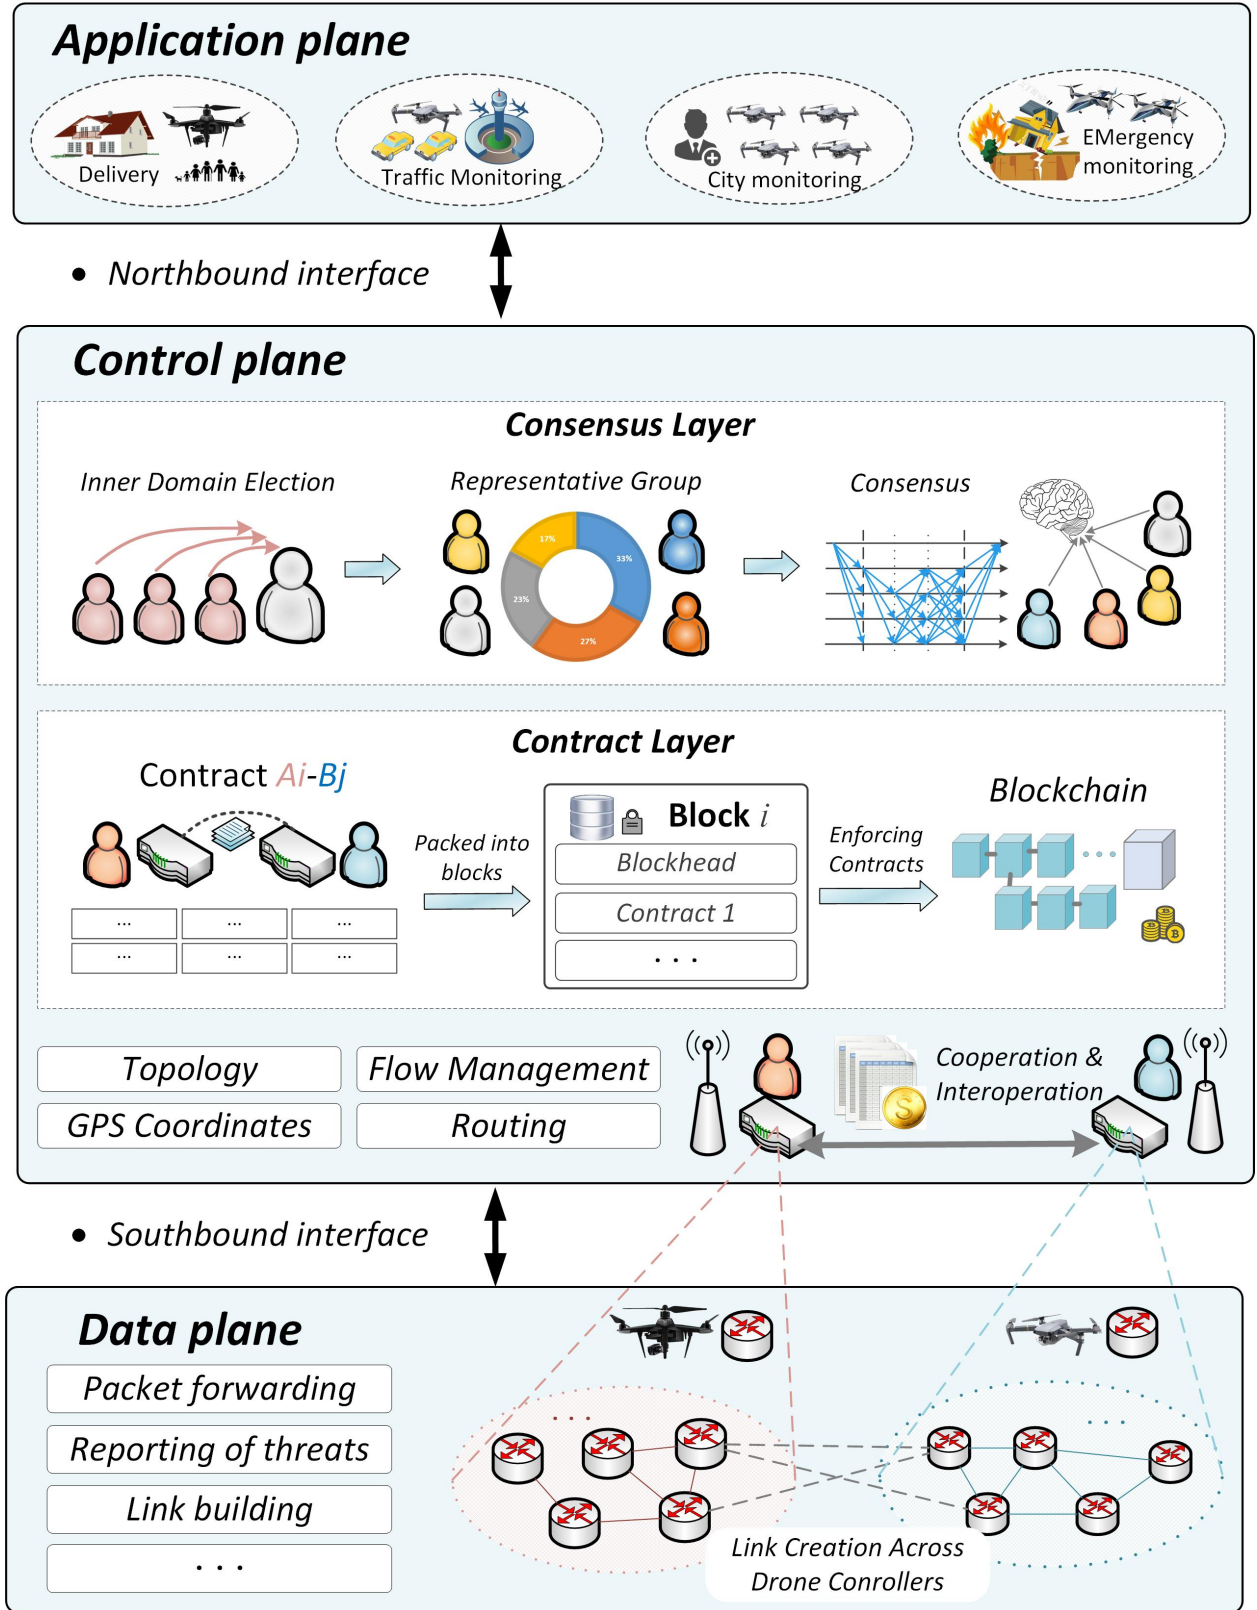 Application plane
Delivery
Traffic Monitoring
City monitoring
EMergency
monitoring
• Northbound interface
Control plane
Consensus Layer
Inner Domain Election
Representative Group
Consensus
17%
33%
23%
27%
Contract Layer
Contract Ai-Bj
Packed into
blocks
Block i
Blockhead
Contract 1
. . .
Enforcing
Contracts
Blockchain
...
... ... ...
... ... ...
Topology
Flow Management
GPS Coordinates
Routing
Cooperation &
Interoperation
S
• Southbound interface
Data plane
Packet forwarding
Reporting of threats
Link building
. . .
. . .
. . .
Link Creation Across
Drone Conrollers